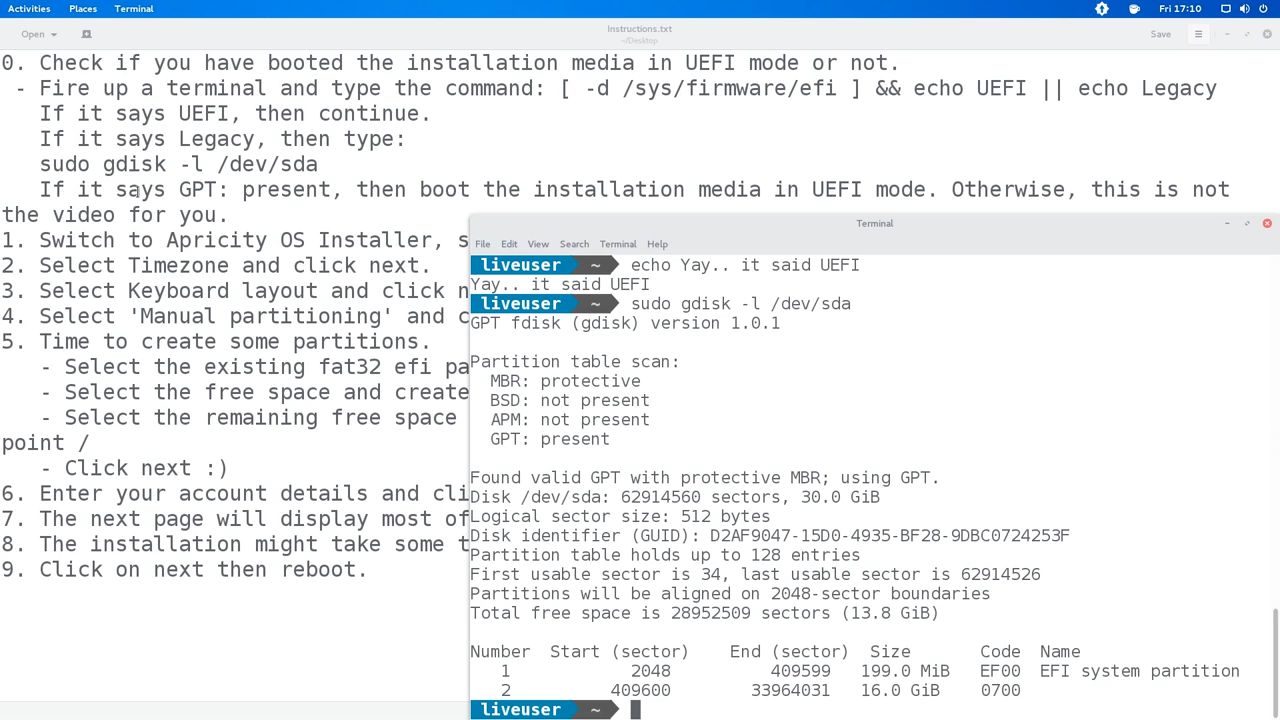 Activities Places Terminal Fri 17:10
Open Instructions.txt Save
~/Desktop
0. Check if you have booted the installation media in UEFI mode or not.
- Fire up a terminal and type the command: [ -d /sys/firmware/efi ] && echo UEFI || echo Legacy
If it says UEFI, then continue.
If it says Legacy, then type:
sudo gdisk -l /dev/sda
If it says GPT: present, then boot the installation media in UEFI mode. Otherwise, this is not
the video for you.
1. Switch to Apricity OS Installer, s
2. Select Timezone and click next.
3. Select Keyboard layout and click n
4. Select 'Manual partitioning' and c
5. Time to create some partitions.
- Select the existing fat32 efi pa
- Select the free space and create
- Select the remaining free space
point /
- Click next :)
6. Enter your account details and cli
7. The next page will display most of
8. The installation might take some t
9. Click on next then reboot.
Terminal
File Edit View Search Terminal Help
liveuser ~ echo Yay.. it said UEFI
Yay.. it said UEFI
liveuser ~ sudo gdisk -l /dev/sda
GPT fdisk (gdisk) version 1.0.1
Partition table scan:
MBR: protective
BSD: not present
APM: not present
GPT: present
Found valid GPT with protective MBR; using GPT.
Disk /dev/sda: 62914560 sectors, 30.0 GiB
Logical sector size: 512 bytes
Disk identifier (GUID): D2AF9047-15D0-4935-BF28-9DBC0724253F
Partition table holds up to 128 entries
First usable sector is 34, last usable sector is 62914526
Partitions will be aligned on 2048-sector boundaries
Total free space is 28952509 sectors (13.8 GiB)
Number Start (sector) End (sector) Size Code Name
1 2048 409599 199.0 MiB EF00 EFI system partition
2 409600 33964031 16.0 GiB 0700
liveuser ~